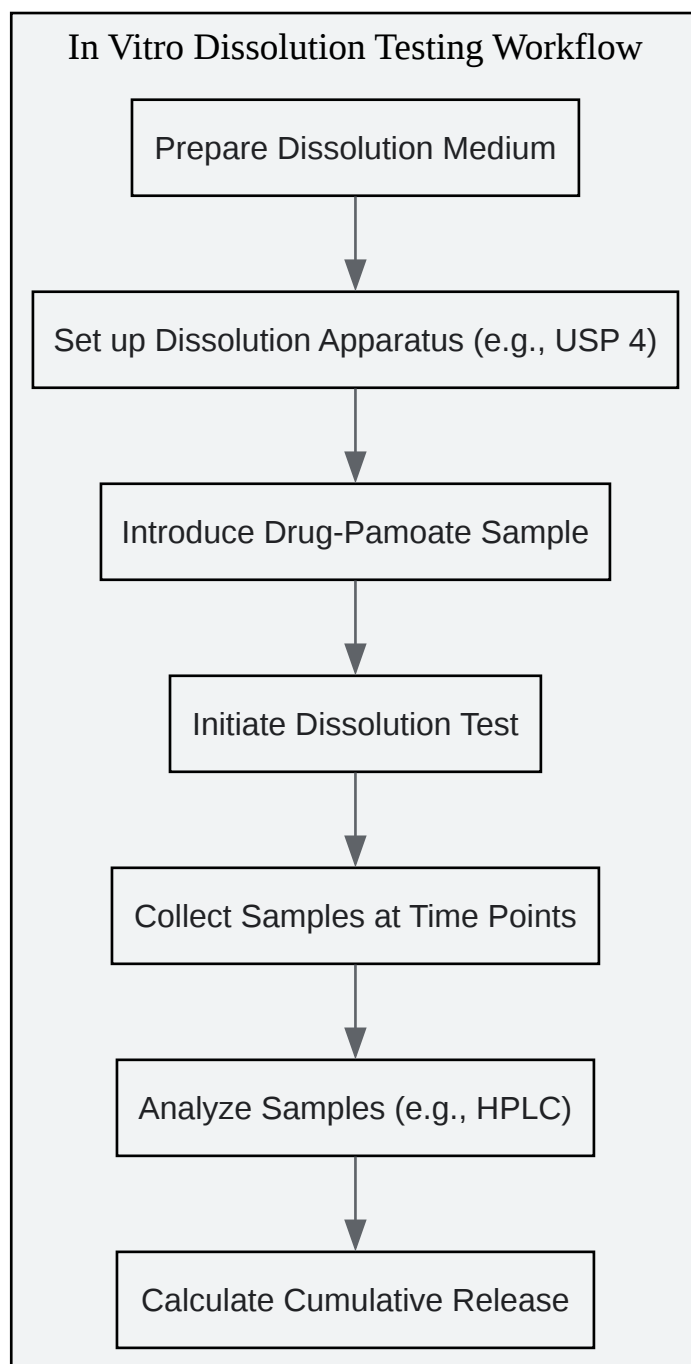 In Vitro Dissolution Testing Workflow
Prepare Dissolution Medium
Set up Dissolution Apparatus (e.g., USP 4)
Introduce Drug-Pamoate Sample
Initiate Dissolution Test
Collect Samples at Time Points
Analyze Samples (e.g., HPLC)
Calculate Cumulative Release